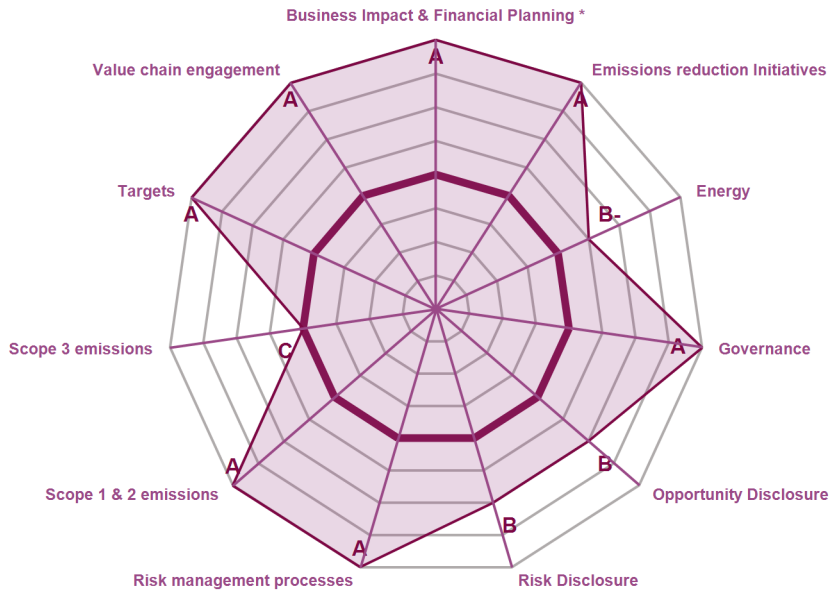 Business Impact & Financial Planning *
A
Value chain engagement
A
Emissions reduction Initiatives
A
Targets
A
Energy
B-
Scope 3 emissions
C
Governance
A
Scope 1 & 2 emissions
A
Opportunity Disclosure
B
Risk management processes
A
Risk Disclosure
B